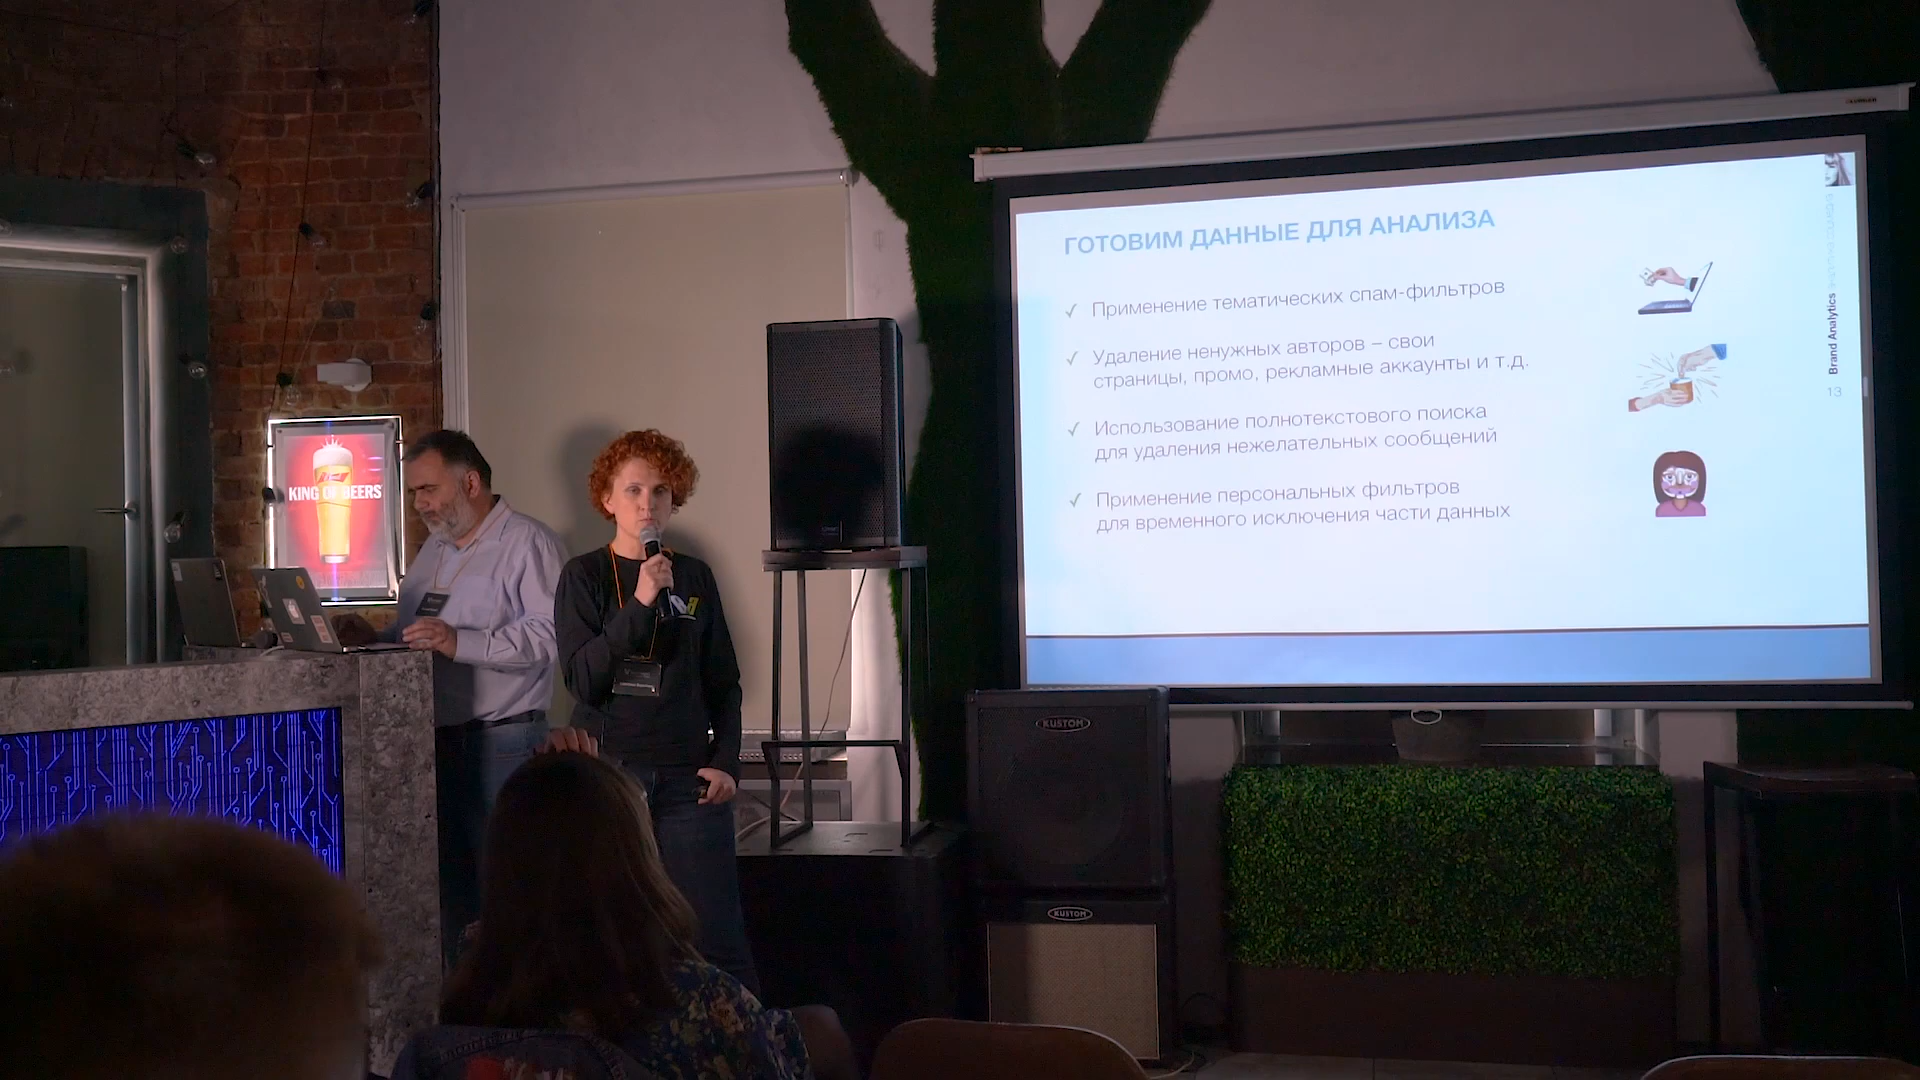 ГОТОВИМ ДАННЫЕ ДЛЯ АНАЛИЗА
✓ Применение тематических спам-фильтров
✓ Удаление ненужных авторов – свои
страницы, промо, рекламные аккаунты и т.д.
✓ Использование полнотекстового поиска
для удаления нежелательных сообщений
✓ Применение персональных фильтров
для временного исключения части данных
Brand Analytics
13
KING OF BEERS
KUSTOM
KUSTOM